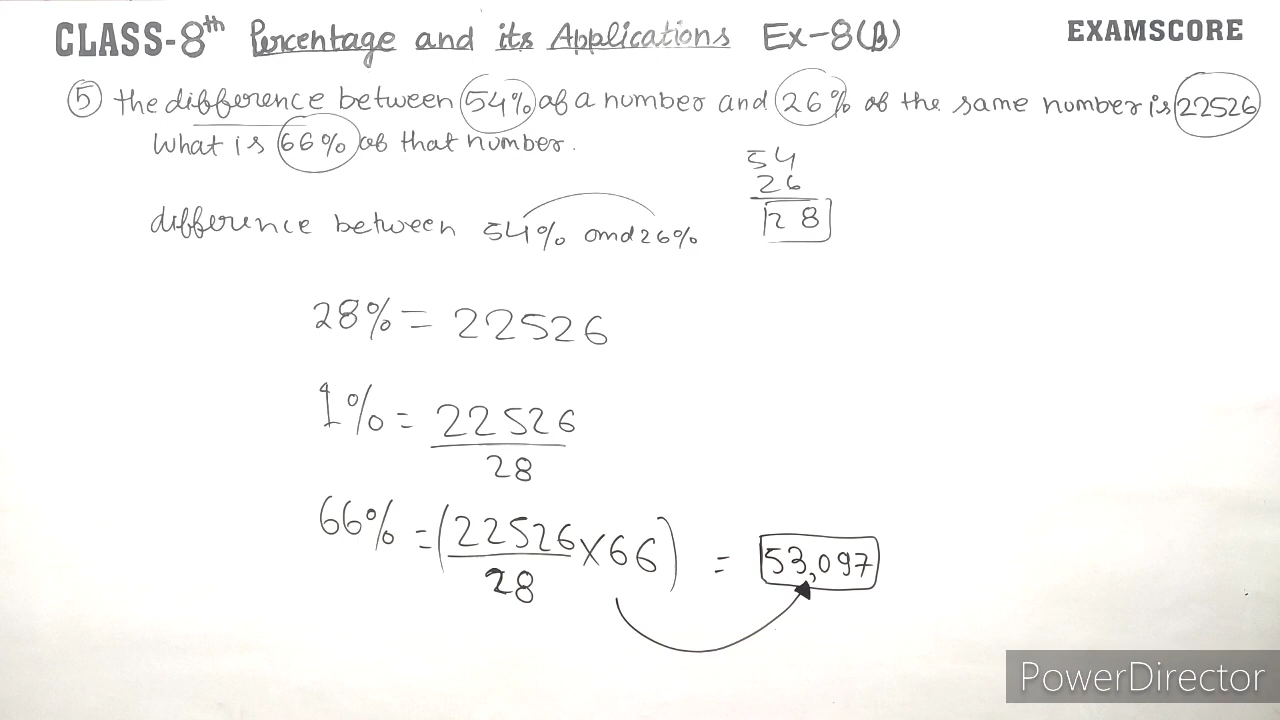 CLASS-8th Percentage and its Applications Ex-8(B)
EXAMSCORE
⑤ the difference between 54% of a number and 26% of the same number is 22526
What is 66% of that number.
54
26
28
difference between 54% and 26%
28% = 22526
1% = 22526
28
66% = (22526 × 66) = 53,097
28
PowerDirector